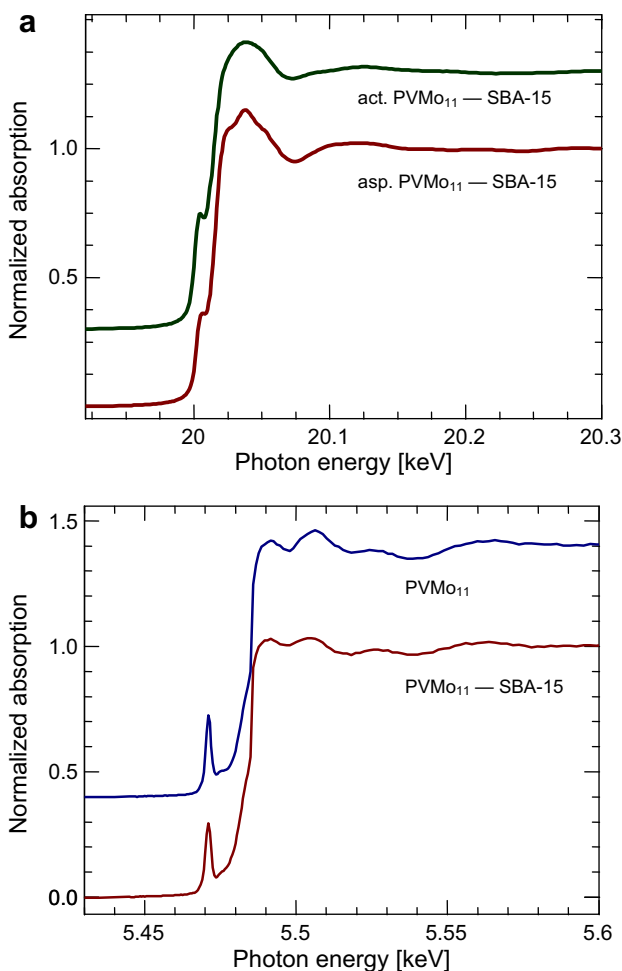 a
Normalized absorption
1.0
0.5
act. PVMo₁₁ — SBA-15
asp. PVMo₁₁ — SBA-15
20 20.1 20.2 20.3
Photon energy [keV]
b
Normalized absorption
1.5
1.0
0.5
0.0
PVMo₁₁
PVMo₁₁ — SBA-15
5.45 5.5 5.55 5.6
Photon energy [keV]